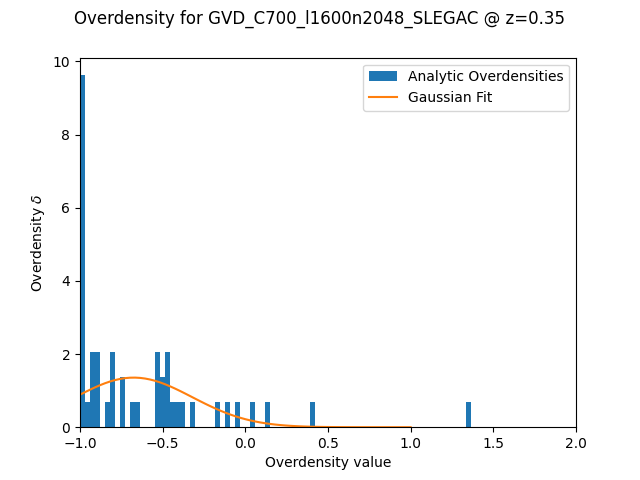 Overdensity for GVD_C700_l1600n2048_SLEGAC @ z=0.35
Analytic Overdensities
Gaussian Fit
Overdensity δ
10
8
6
4
2
0
−1.0 −0.5 0.0 0.5 1.0 1.5 2.0
Overdensity value